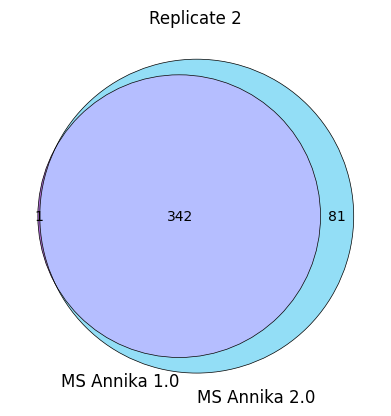 Replicate 2
1
342
81
MS Annika 1.0
MS Annika 2.0